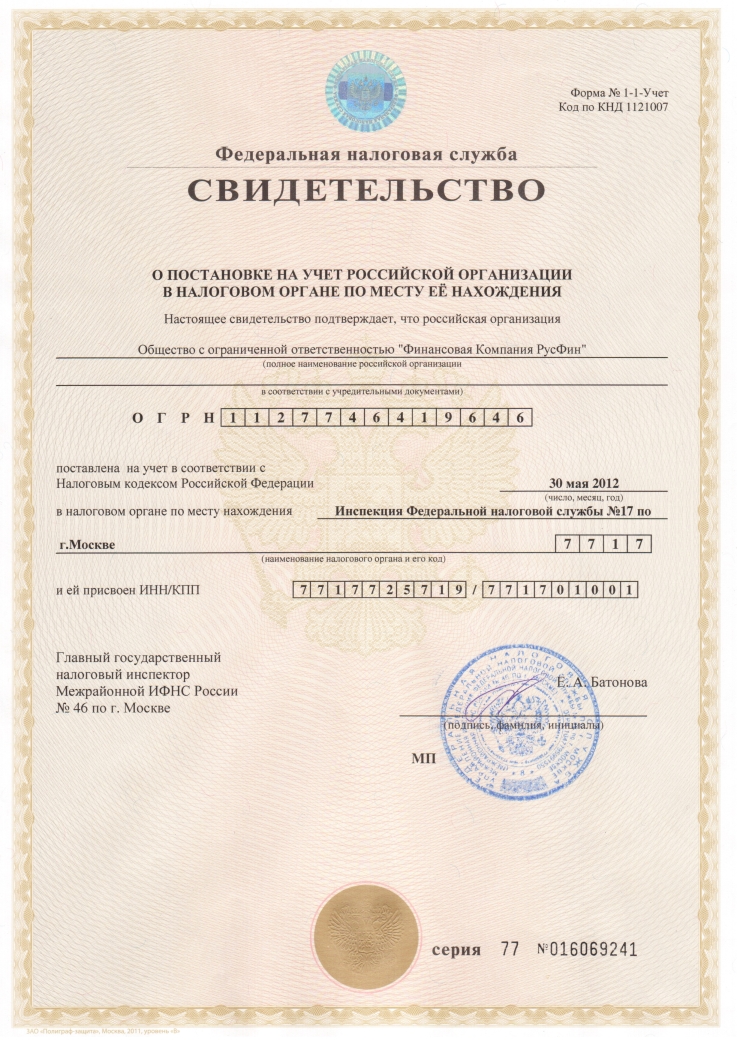 Форма № 1-1-Учет
Код по КНД 1121007
Федеральная налоговая служба
СВИДЕТЕЛЬСТВО
О ПОСТАНОВКЕ НА УЧЕТ РОССИЙСКОЙ ОРГАНИЗАЦИИ
В НАЛОГОВОМ ОРГАНЕ ПО МЕСТУ ЕЁ НАХОЖДЕНИЯ
Настоящее свидетельство подтверждает, что российская организация
Общество с ограниченной ответственностью "Финансовая Компания РусФин"
(полное наименование российской организации
в соответствии с учредительными документами)
О Г Р Н 1 1 2 7 7 4 6 4 1 9 6 4 6
поставлена на учет в соответствии с
Налоговым кодексом Российской Федерации 30 мая 2012
(число, месяц, год)
в налоговом органе по месту нахождения Инспекция Федеральной налоговой службы №17 по
г.Москве 7 7 1 7
(наименование налогового органа и его код)
и ей присвоен ИНН/КПП 7 7 1 7 7 2 5 7 1 9 / 7 7 1 7 0 1 0 0 1
Главный государственный
налоговый инспектор
Межрайонной ИФНС России
№ 46 по г. Москве
Е. А. Батонова
(подпись, фамилия, инициалы)
МП
серия 77 №016069241
ЗАО «Полиграф-защита», Москва, 2011, уровень «В»